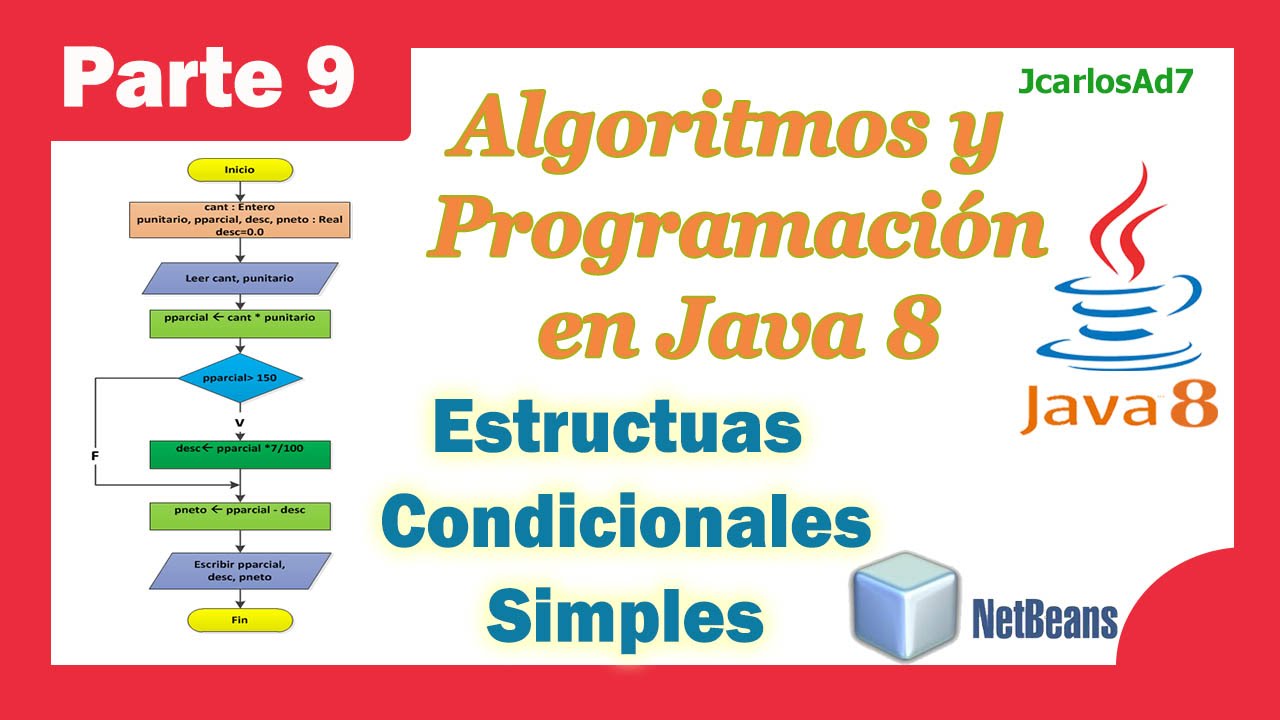 Parte 9
JcarlosAd7
Algoritmos y
Programación
en Java 8
Estructuas
Condicionales
Simples
Inicio
cant : Entero
punitario, pparcial, desc, pneto : Real
desc=0.0
Leer cant, punitario
pparcial ← cant * punitario
pparcial> 150
V
F
desc← pparcial *7/100
pneto ← pparcial - desc
Escribir pparcial,
desc, pneto
Fin
Java 8
NetBeans